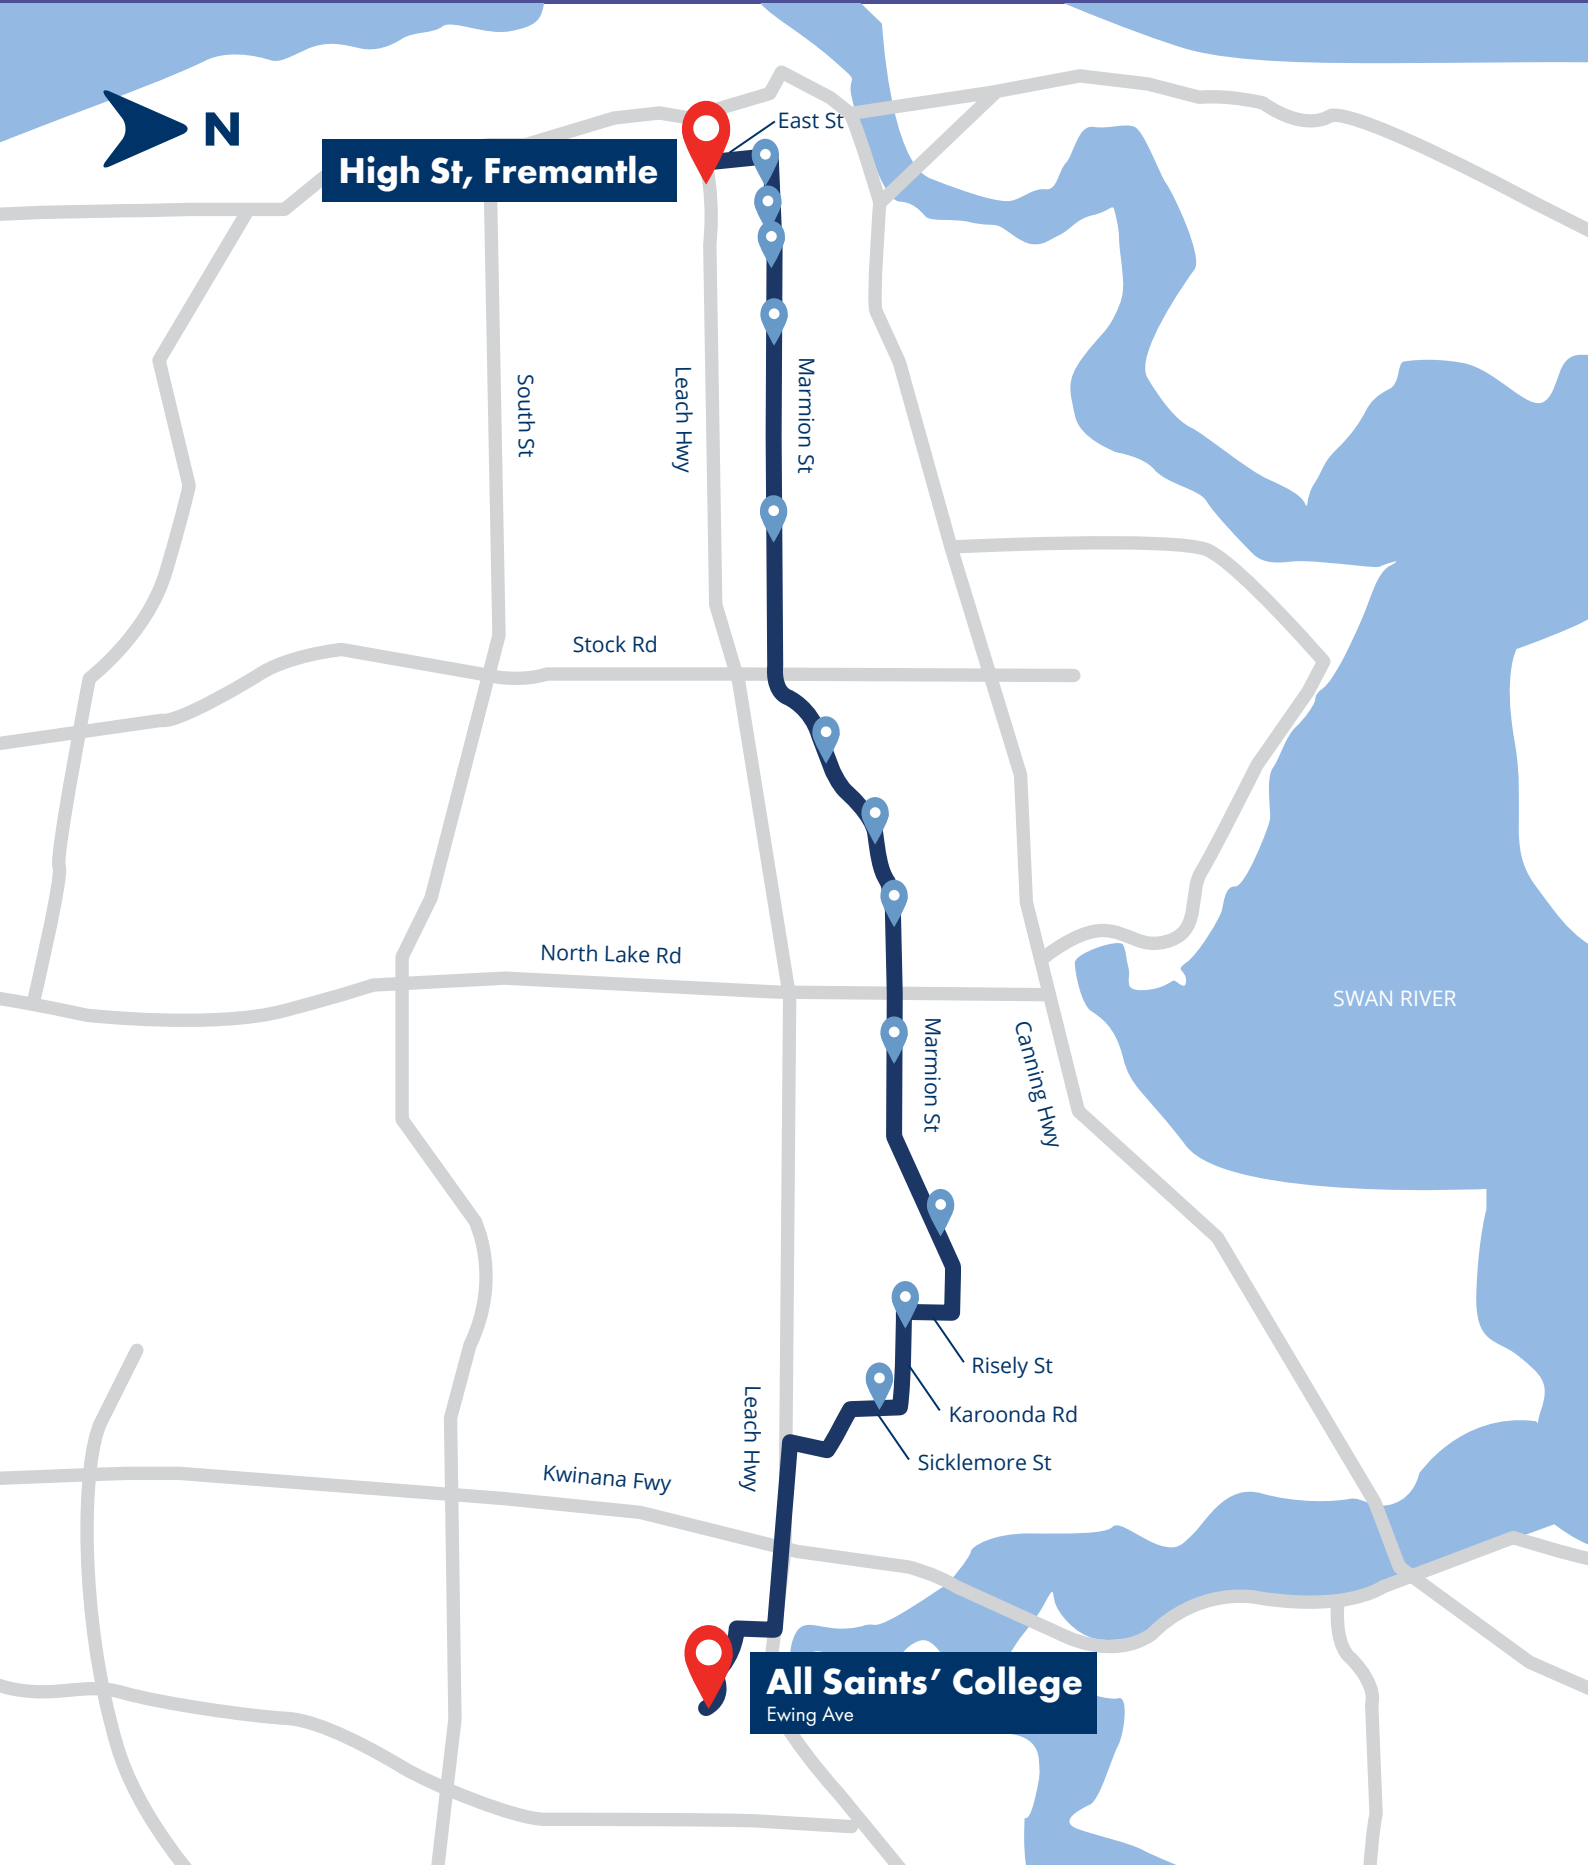 East St
N
High St, Fremantle
South St
Leach Hwy
Marmion St
Stock Rd
North Lake Rd
SWAN RIVER
Marmion St
Canning Hwy
Risely St
Karoonda Rd
Leach Hwy
Sicklemore St
Kwinana Fwy
All Saints’ College
Ewing Ave